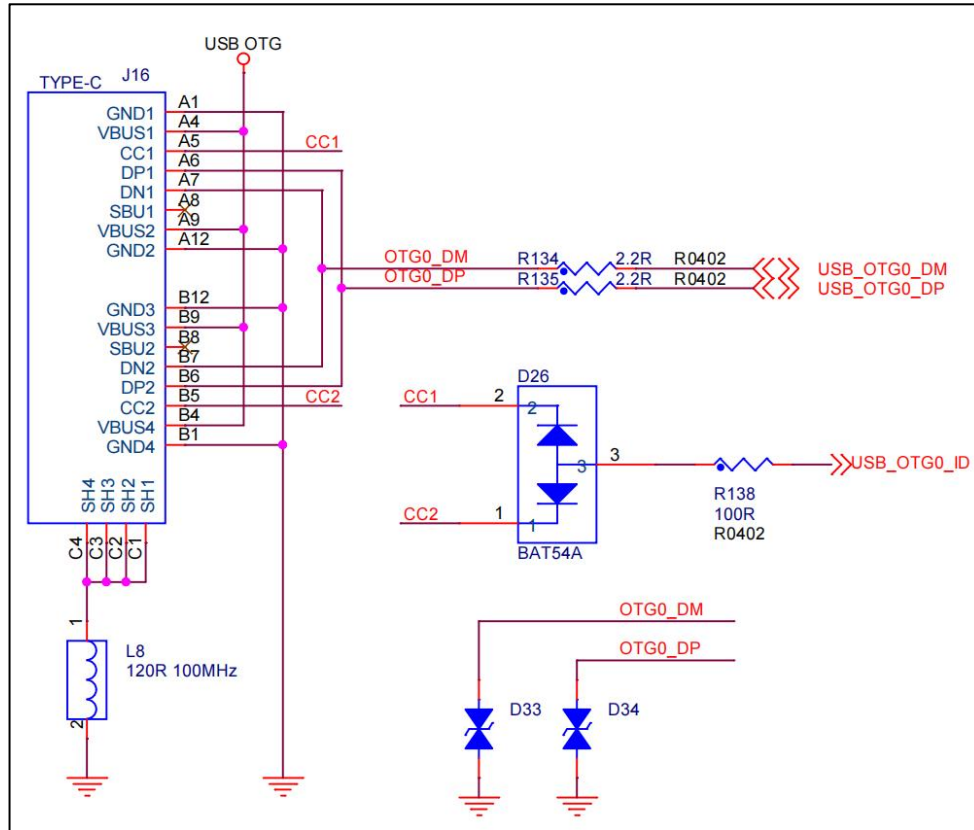 USB OTG
TYPE-C J16
GND1 A1
VBUS1 A4
CC1 A5 CC1
DP1 A6
DN1 A7
SBU1 A8
VBUS2 A9
GND2 A12
GND3 B12
VBUS3 B9
SBU2 B8
DN2 B7
DP2 B6
CC2 B5 CC2
VBUS4 B4
GND4 B1
SH4 SH3 SH2 SH1
C4 C3 C2 C1
1
L8
120R 100MHz
2
OTG0_DM R134 2.2R R0402 USB_OTG0_DM
OTG0_DP R135 2.2R R0402 USB_OTG0_DP
D26
CC1 2 2
3 3 USB_OTG0_ID
CC2 1 1
BAT54A
R138
100R
R0402
OTG0_DM
OTG0_DP
D33 D34